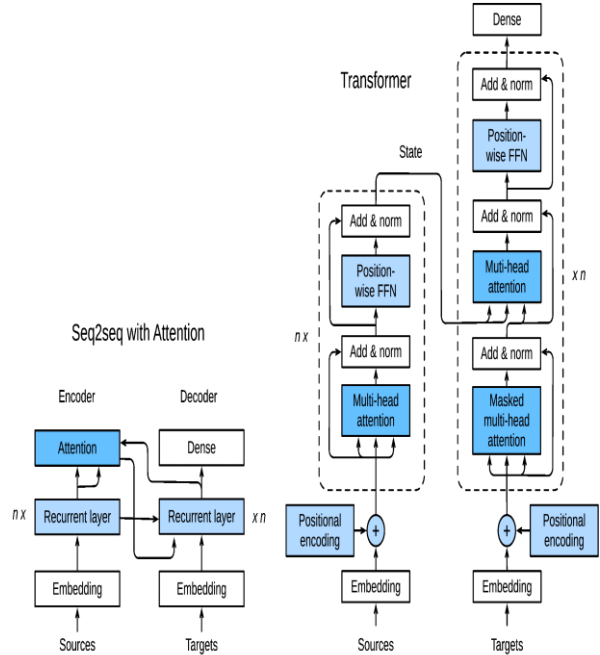 Seq2seq with Attention
Encoder
Decoder
Attention
Dense
n x
Recurrent layer
Recurrent layer
x n
Embedding
Embedding
Sources
Targets
Transformer
State
n x
Add & norm
Position-
wise FFN
Add & norm
Multi-head
attention
Positional
encoding
+
Embedding
Sources
Dense
Add & norm
Position-
wise FFN
Add & norm
Muti-head
attention
x n
Add & norm
Masked
multi-head
attention
+
Positional
encoding
Embedding
Targets